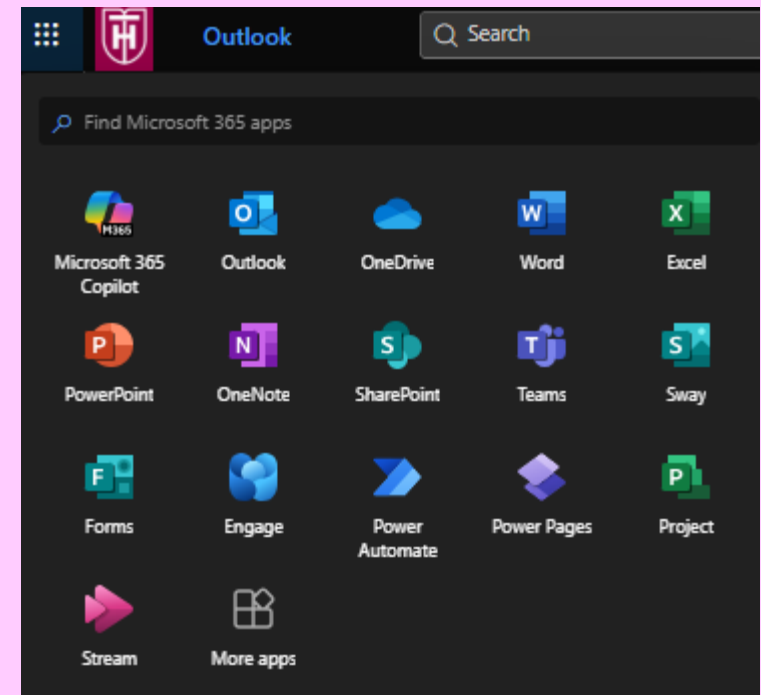 Outlook
Search
Find Microsoft 365 apps
M365
O
W
X
Microsoft 365
Copilot
Outlook
OneDrive
Word
Excel
P
N
S
T
S
PowerPoint
OneNote
SharePoint
Teams
Sway
F
P
Forms
Engage
Power
Automate
Power Pages
Project
Stream
More apps